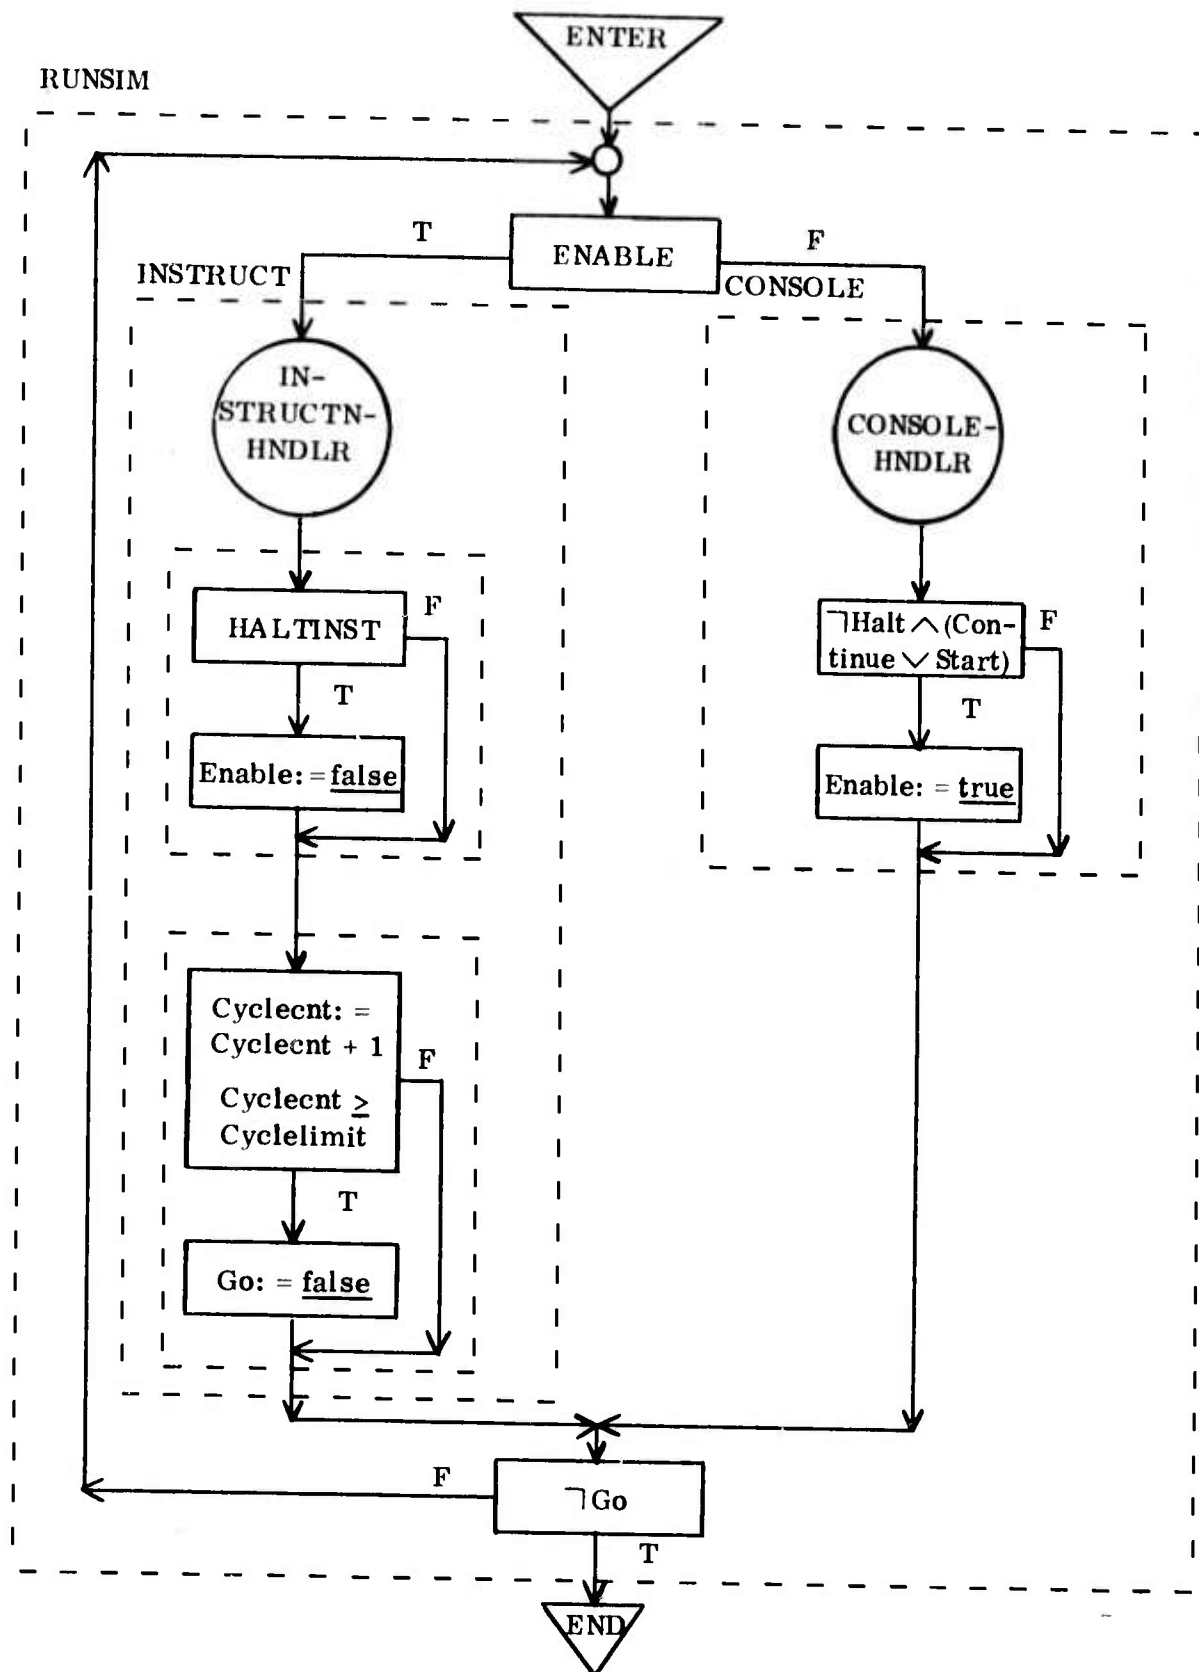 ENTER
RUNSIM
T
ENABLE
F
INSTRUCT
CONSOLE
IN-
STRUCTN-
HNDLR
CONSOLE-
HNDLR
HALTINST
F
¬Halt ∧ (Con-
tinue ∨ Start)
F
T
T
Enable: = false
Enable: = true
Cyclecnt: =
Cyclecnt + 1
Cyclecnt ≥
Cyclelimit
F
T
Go: = false
F
¬Go
T
END